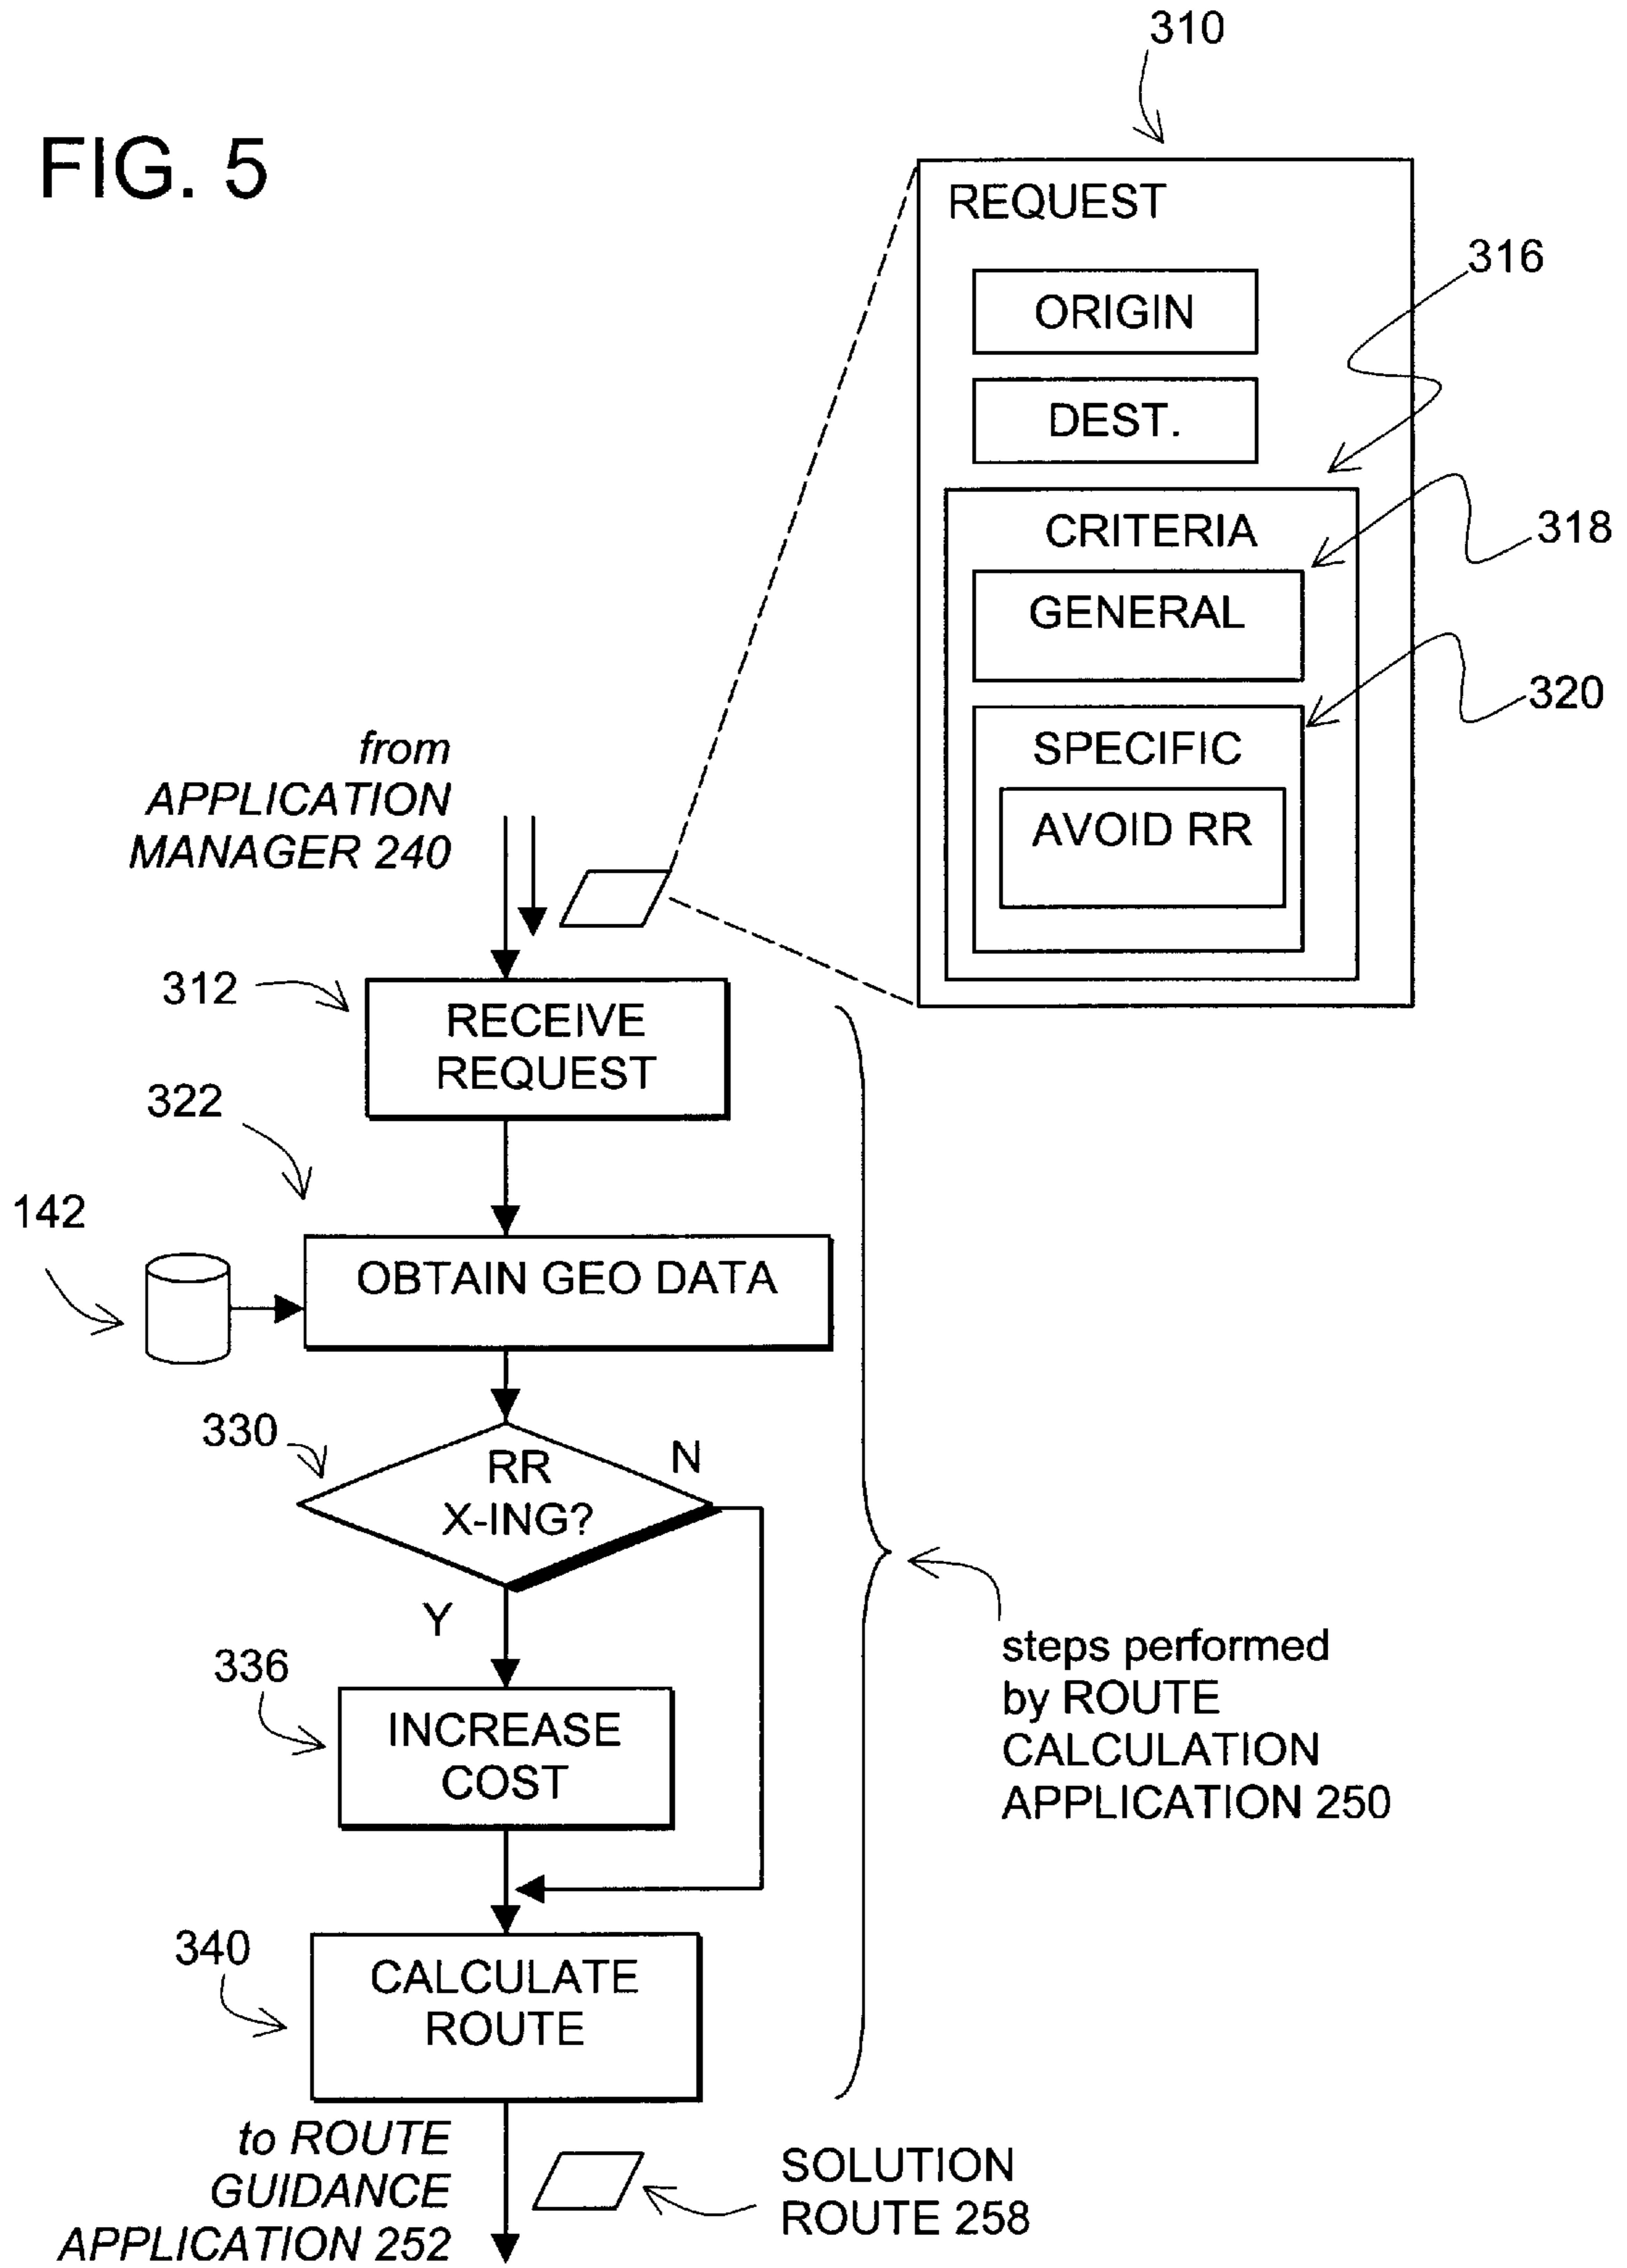 FIG. 5
310
REQUEST
ORIGIN
DEST.
316
CRITERIA
318
GENERAL
320
SPECIFIC
AVOID RR
from
APPLICATION
MANAGER 240
312
RECEIVE
REQUEST
322
142
OBTAIN GEO DATA
330
RR
X-ING?
N
Y
336
INCREASE
COST
steps performed
by ROUTE
CALCULATION
APPLICATION 250
340
CALCULATE
ROUTE
to ROUTE
GUIDANCE
APPLICATION 252
SOLUTION
ROUTE 258